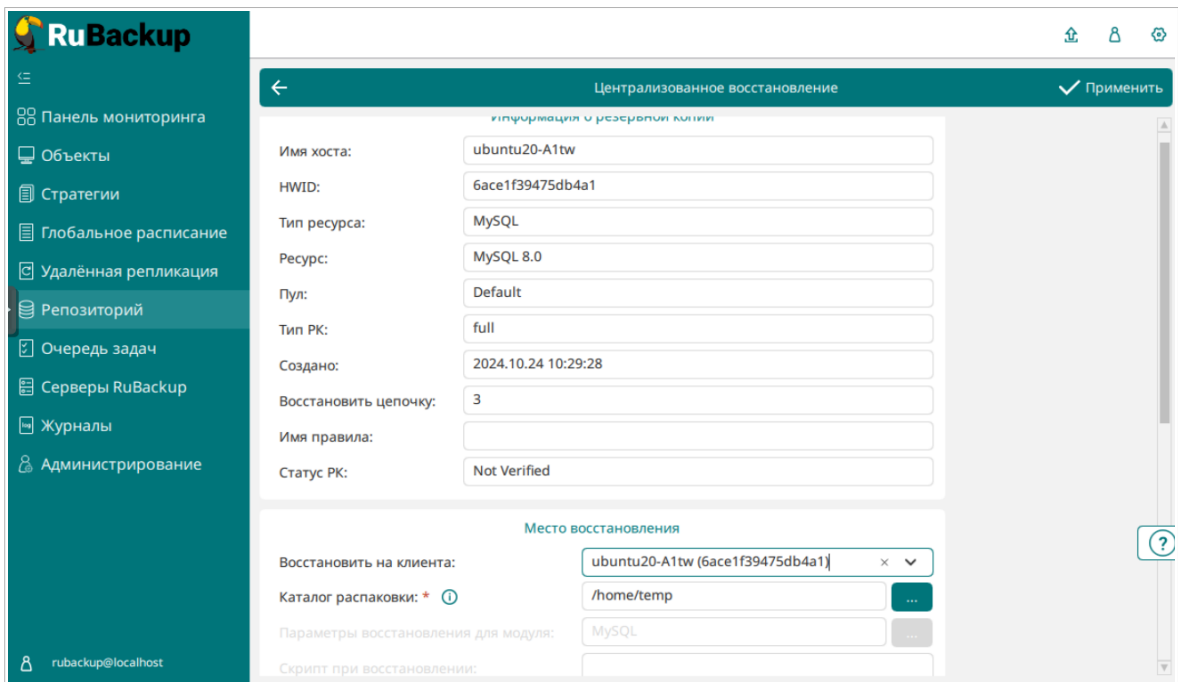 RuBackup
Централизованное восстановление
Применить
Панель мониторинга
Объекты
Стратегии
Глобальное расписание
Удалённая репликация
Репозиторий
Очередь задач
Серверы RuBackup
Журналы
Администрирование
rubackup@localhost
Информация о резервной копии
Имя хоста: ubuntu20-A1tw
HWID: 6ace1f39475db4a1
Тип ресурса: MySQL
Ресурс: MySQL 8.0
Пул: Default
Тип РК: full
Создано: 2024.10.24 10:29:28
Восстановить цепочку: 3
Имя правила:
Статус РК: Not Verified
Место восстановления
Восстановить на клиента: ubuntu20-A1tw (6ace1f39475db4a1)
Каталог распаковки: * /home/temp ...
Параметры восстановления для модуля: MySQL ...
Скрипт при восстановлении: